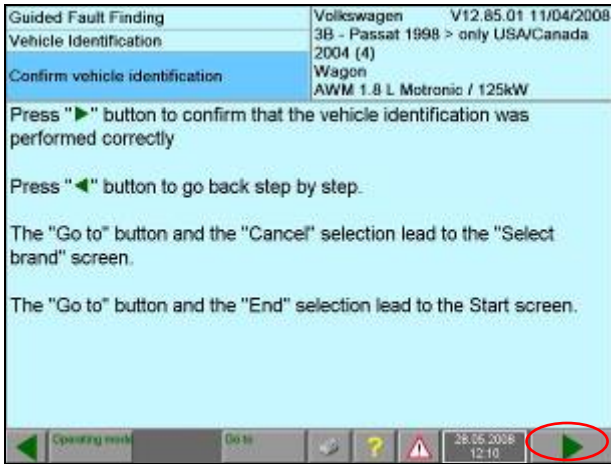 Guided Fault Finding
Vehicle Identification
Confirm vehicle identification
Volkswagen V12.85.01 11/04/2008
3B - Passat 1998 > only USA/Canada
2004 (4)
Wagon
AWM 1.8 L Motronic / 125kW
Press "▶" button to confirm that the vehicle identification was
performed correctly
Press "◀" button to go back step by step.
The "Go to" button and the "Cancel" selection lead to the "Select
brand" screen.
The "Go to" button and the "End" selection lead to the Start screen.
Operating mode
Go to
?
28.05.2008
12:10